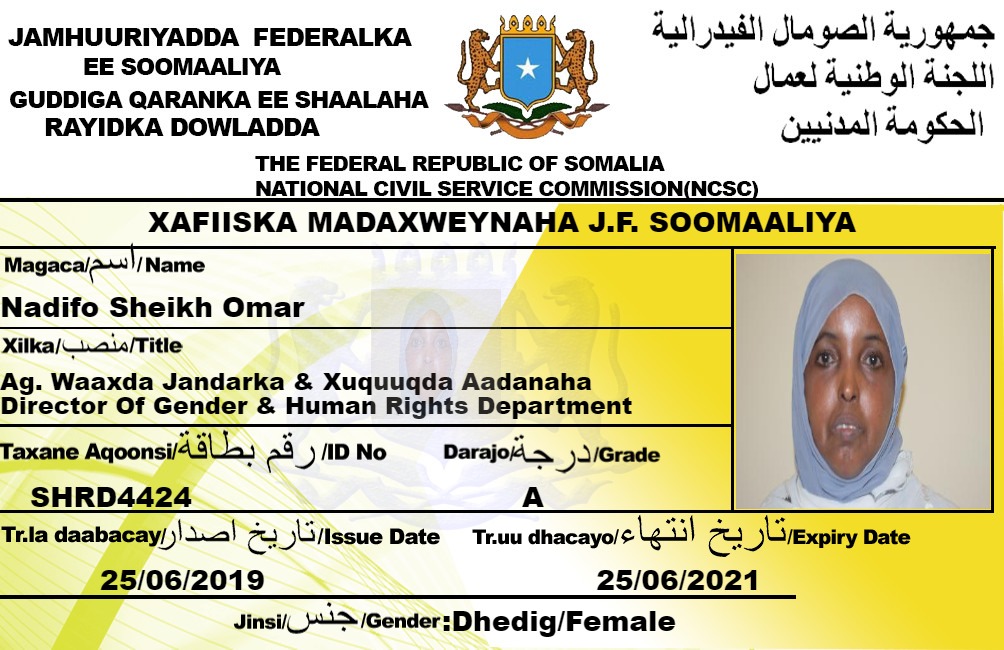 JAMHUURIYADDA FEDERALKA
EE SOOMAALIYA
GUDDIGA QARANKA EE SHAALAHA
RAYIDKA DOWLADDA
جمهورية الصومال الفيدرالية
اللجنة الوطنية لعمال
الحكومة المدنيين
THE FEDERAL REPUBLIC OF SOMALIA
NATIONAL CIVIL SERVICE COMMISSION(NCSC)
XAFIISKA MADAXWEYNAHA J.F. SOOMAALIYA
Magaca/اسم/Name
Nadifo Sheikh Omar
Xilka/منصب/Title
Ag. Waaxda Jandarka & Xuquuqda Aadanaha
Director Of Gender & Human Rights Department
Taxane Aqoonsi/رقم بطاقة/ID No
SHRD4424
Darajo/درجة/Grade
A
Tr.la daabacay/تاريخ اصدار/Issue Date
25/06/2019
Tr.uu dhacayo/تاريخ انتهاء/Expiry Date
25/06/2021
Jinsi/جنس/Gender:Dhedig/Female